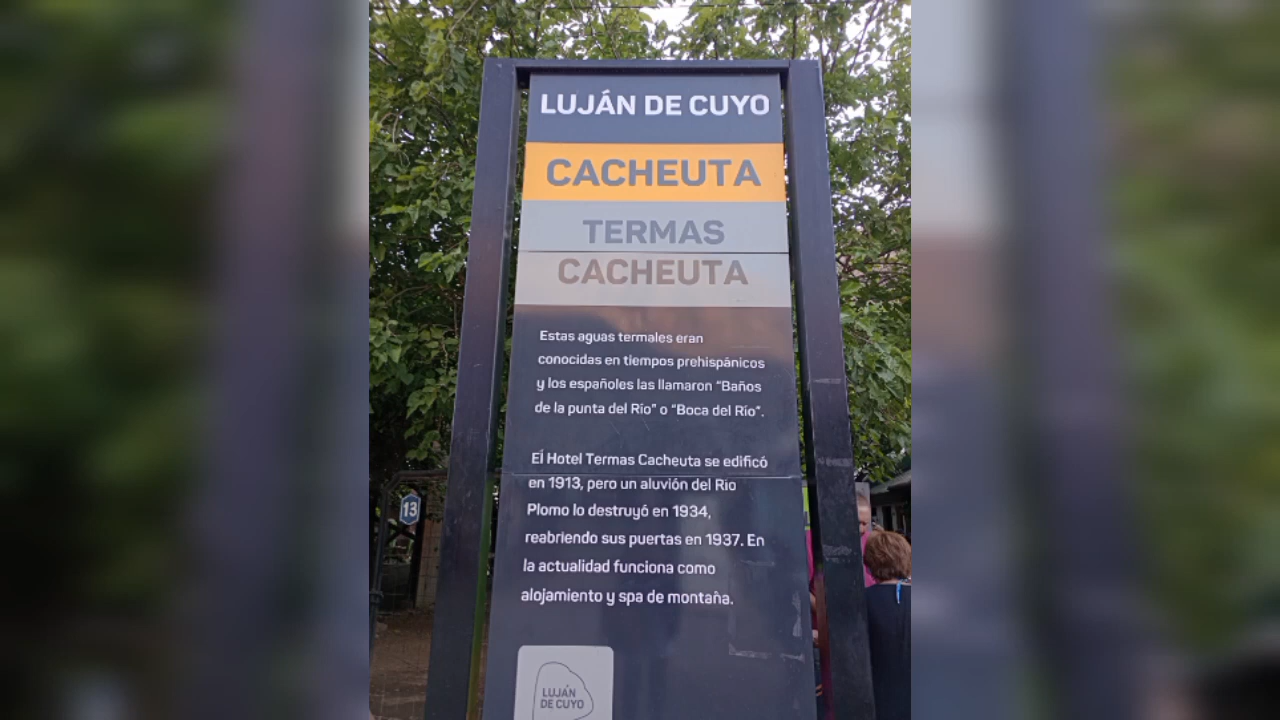 LUJÁN DE CUYO
CACHEUTA
TERMAS
CACHEUTA
Estas aguas termales eran
conocidas en tiempos prehispánicos
y los españoles las llamaron “Baños
de la punta del Río” o “Boca del Río”.
El Hotel Termas Cacheuta se edificó
en 1913, pero un aluvión del Río
Plomo lo destruyó en 1934,
reabriendo sus puertas en 1937. En
la actualidad funciona como
alojamiento y spa de montaña.
13
LUJÁN
DE CUYO